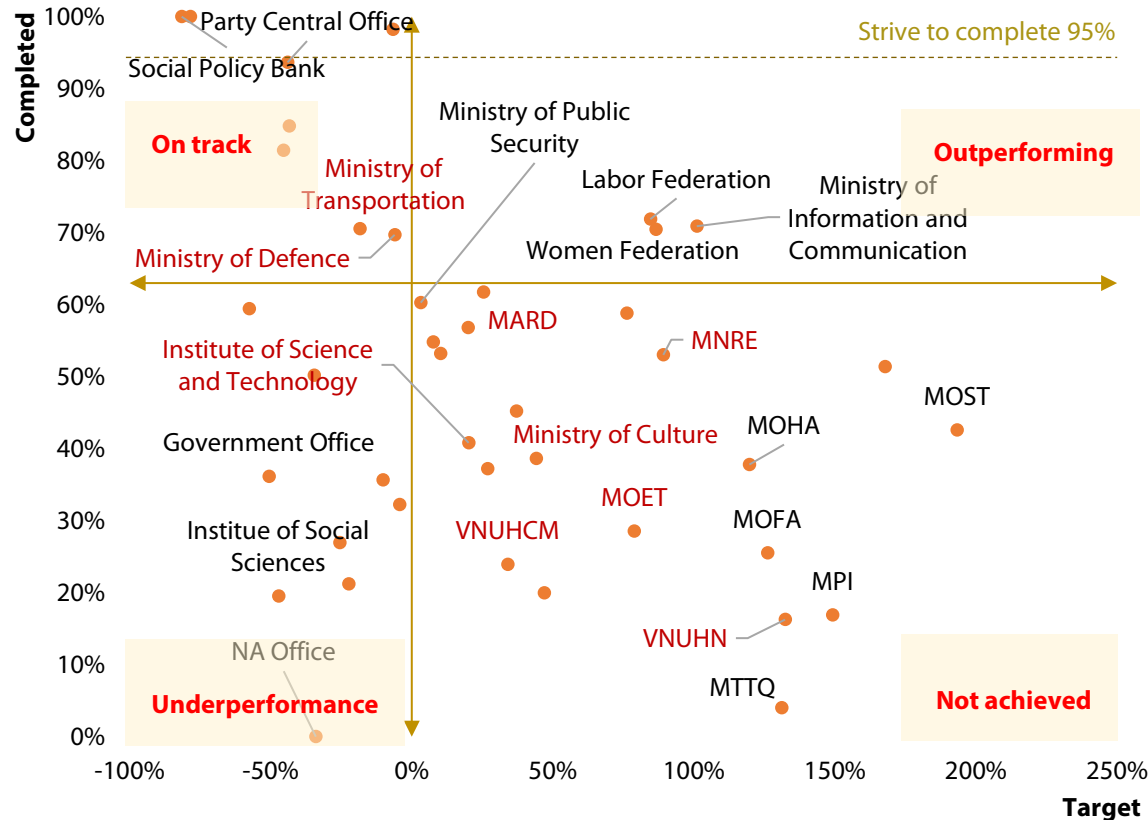 100%
Party Central Office
Strive to complete 95%
Completed
Social Policy Bank
90%
Ministry of Public
Security
On track
Outperforming
80%
Ministry of
Transportation
Labor Federation
Ministry of
Information and
Communication
70%
Women Federation
Ministry of Defence
60%
MARD
Institute of Science
and Technology
MNRE
50%
MOST
40%
Government Office
Ministry of Culture
MOHA
30%
Institue of Social
Sciences
MOET
VNUHCM
MOFA
20%
MPI
VNUHN
10%
NA Office
MTTQ
Underperformance
Not achieved
0%
-100%
-50%
0%
50%
100%
150%
200%
250%
Target